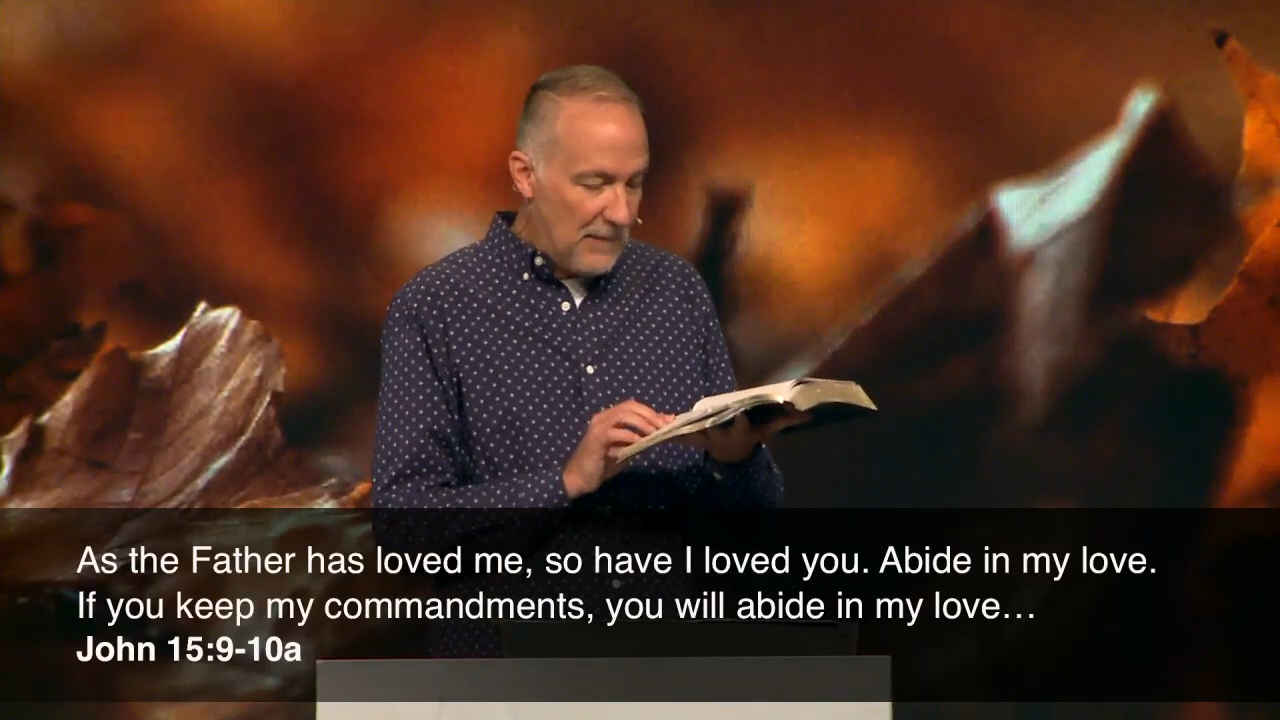 As the Father has loved me, so have I loved you. Abide in my love.
If you keep my commandments, you will abide in my love…
John 15:9-10a